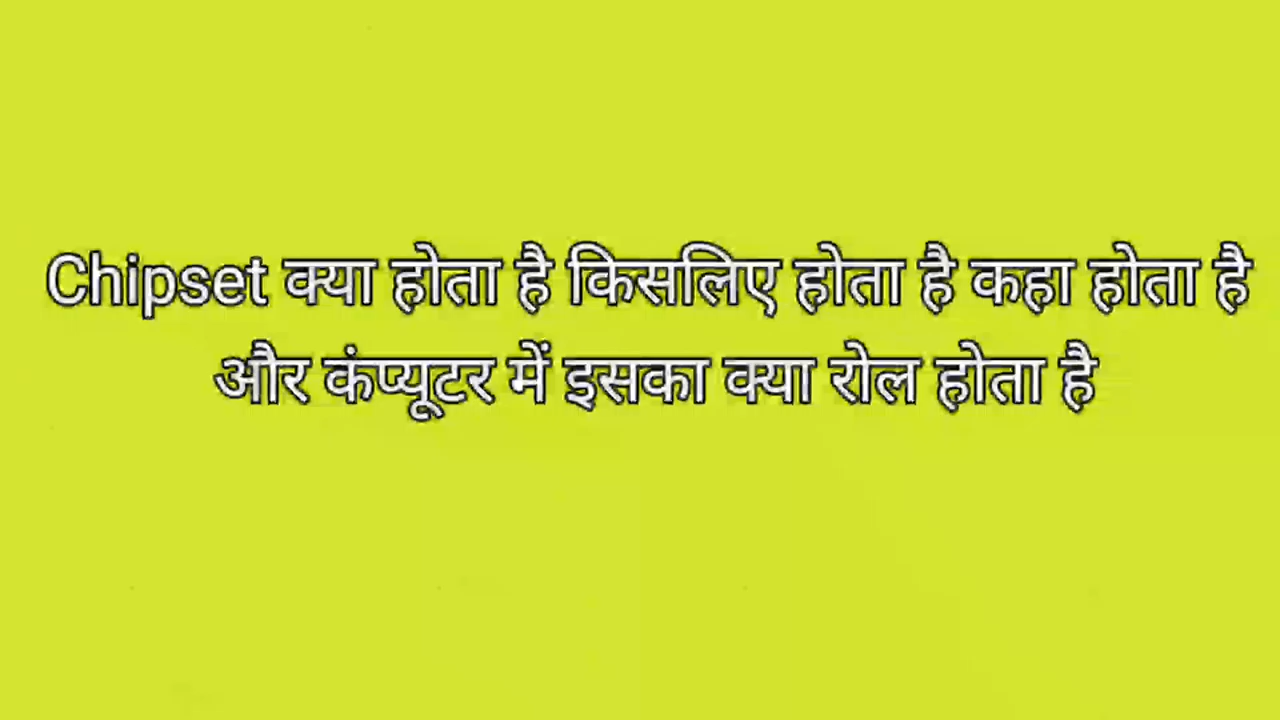 Chipset क्या होता है किसलिए होता है कहा होता है
और कंप्यूटर में इसका क्या रोल होता है